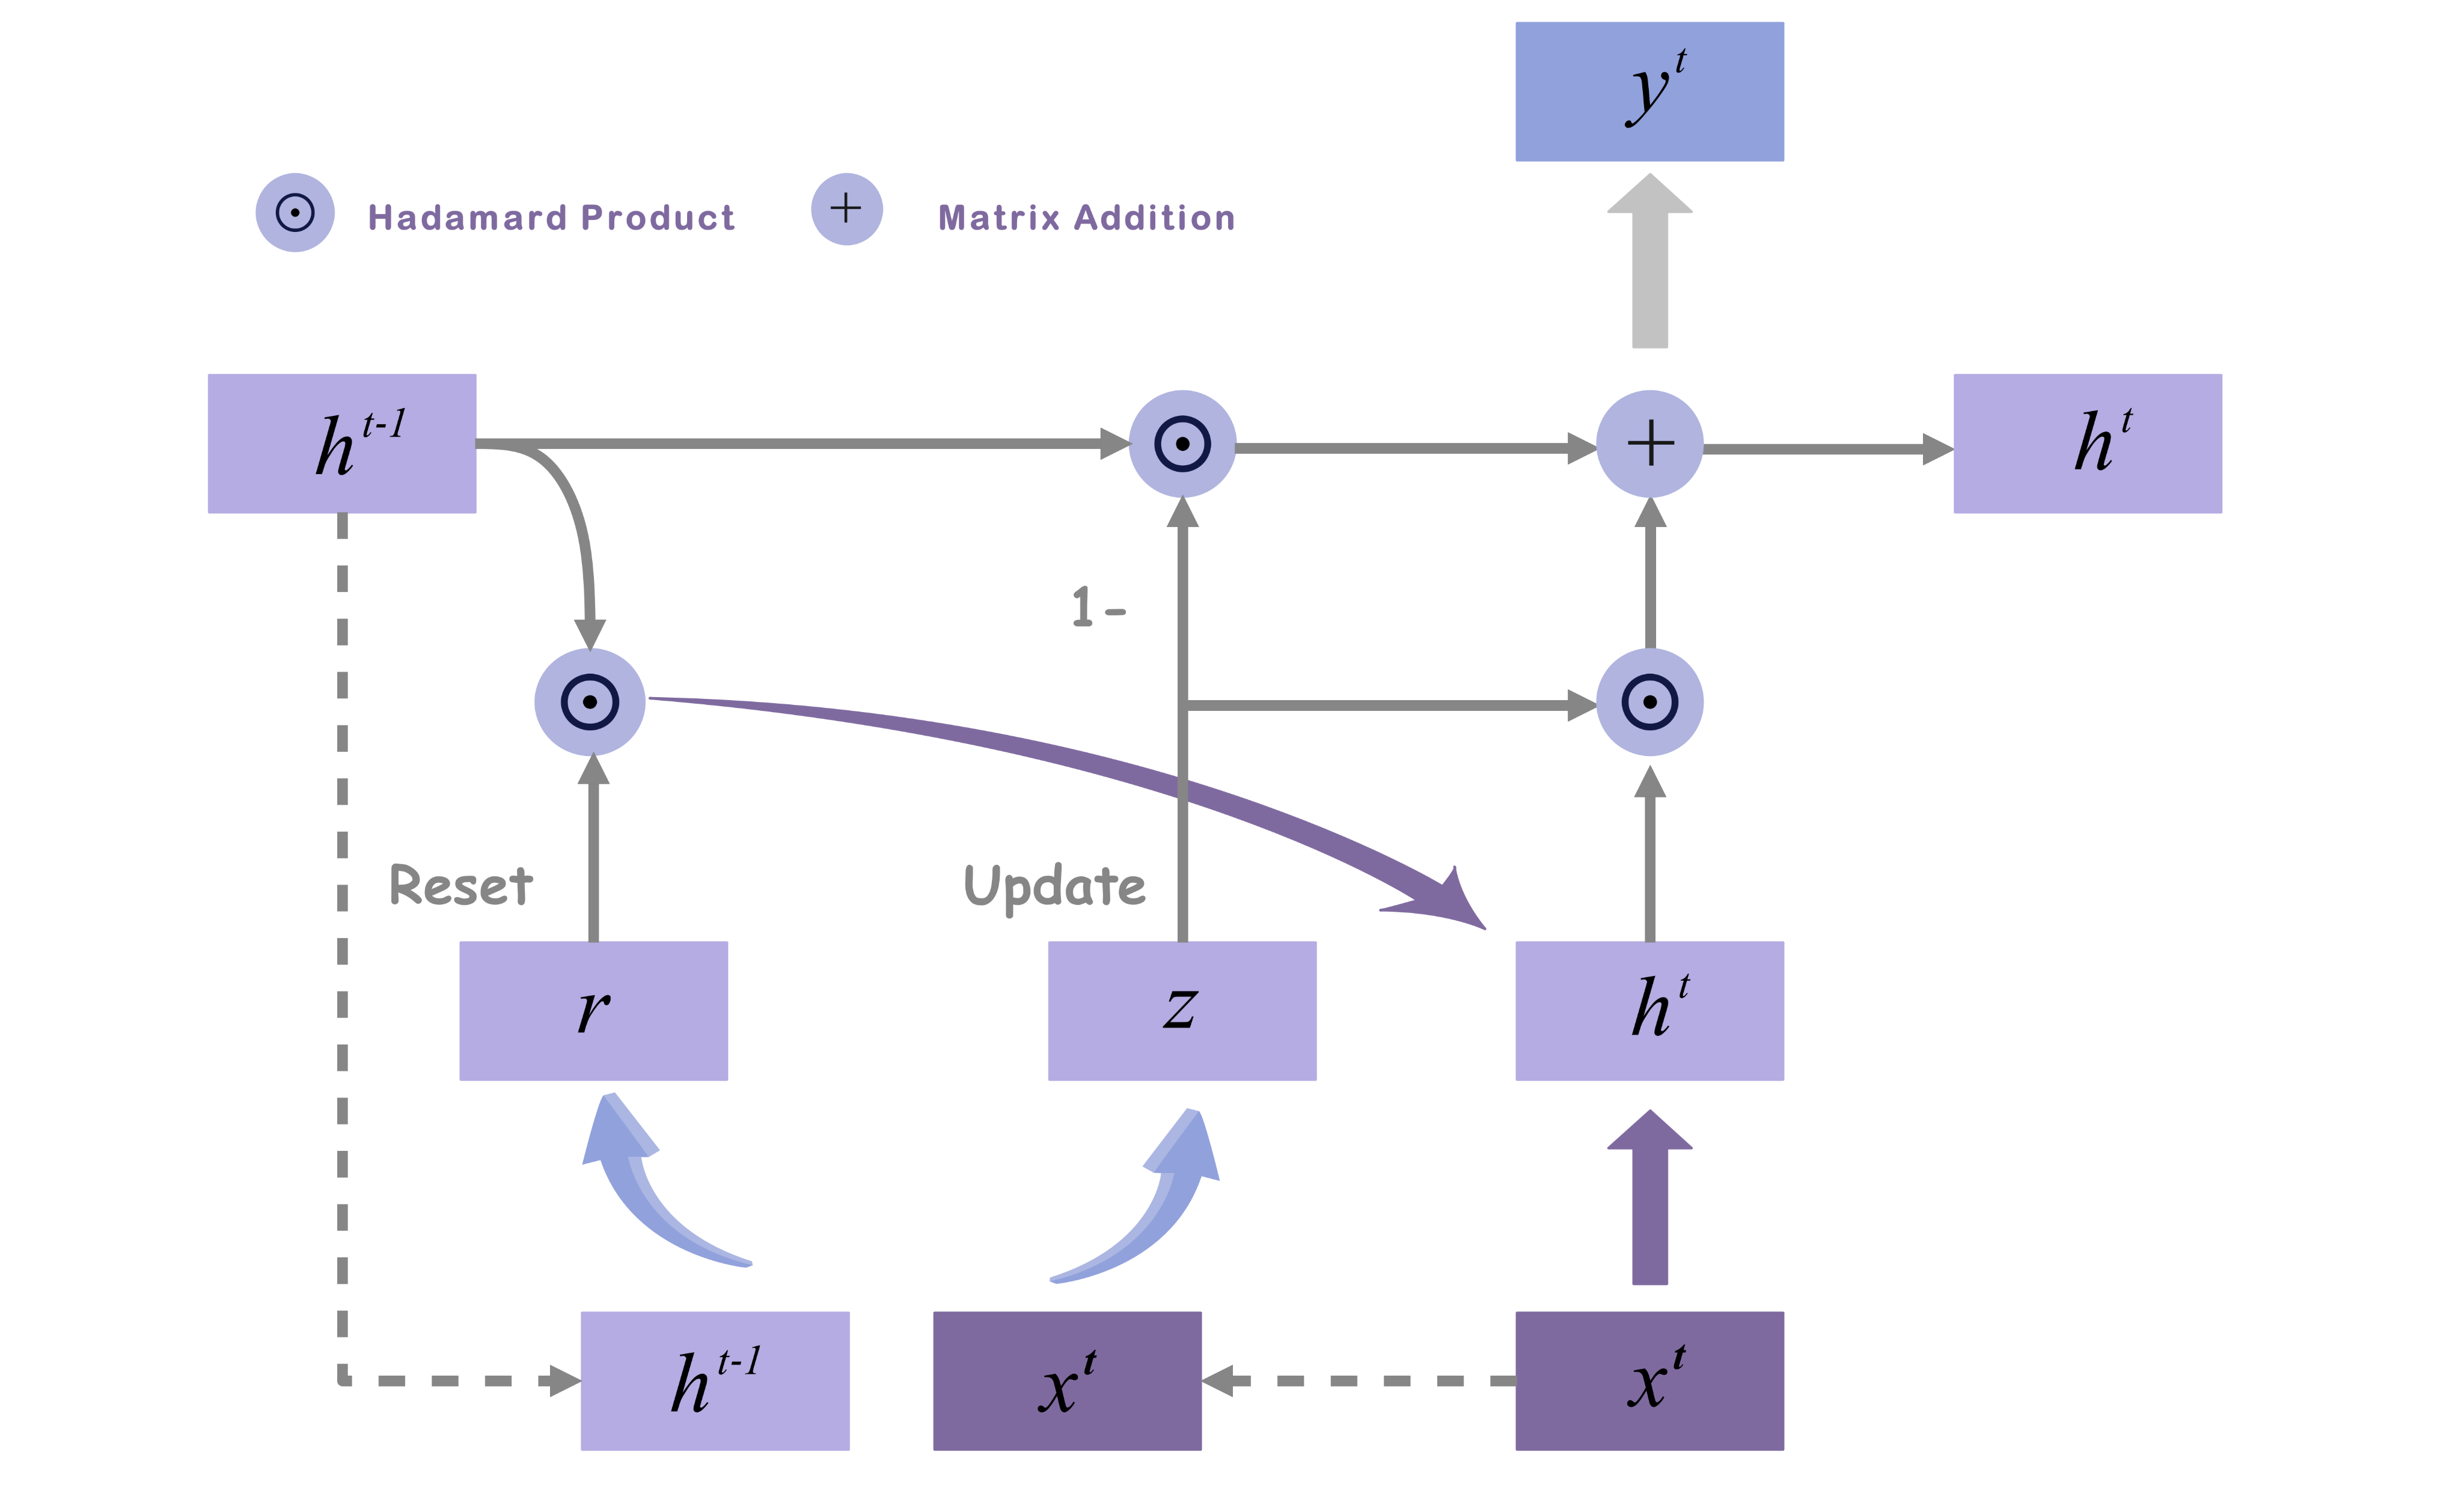 y^t
Hadamard Product
+
Matrix Addition
h^t-1
+
h^t
1-
Reset
Update
r
z
h^t
h^t-1
x^t
x^t